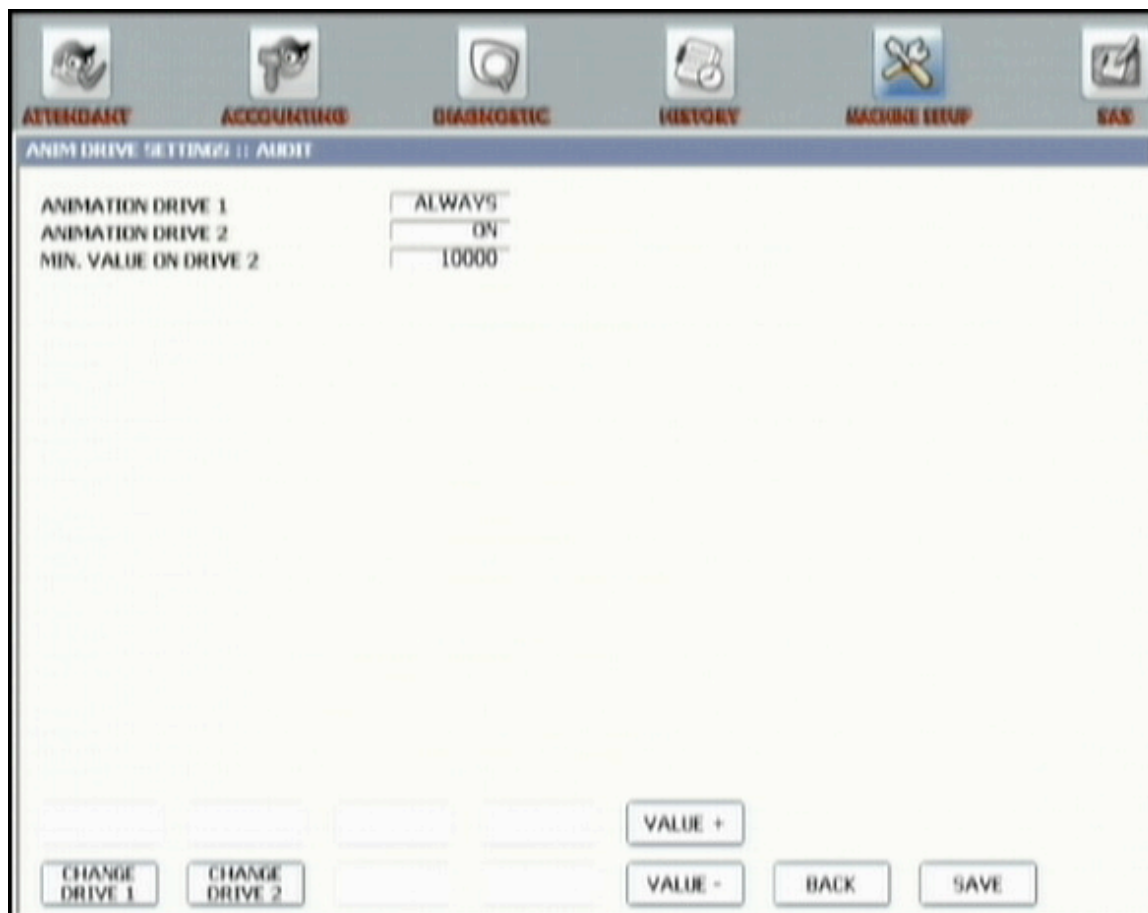 ATTENDANT ACCOUNTING DIAGNOSTIC HISTORY MACHINE SETUP SAS
ANIM DRIVE SETTINGS :: AUDIT
ANIMATION DRIVE 1 ALWAYS
ANIMATION DRIVE 2 ON
MIN. VALUE ON DRIVE 2 10000
VALUE +
CHANGE DRIVE 1
CHANGE DRIVE 2
VALUE -
BACK
SAVE